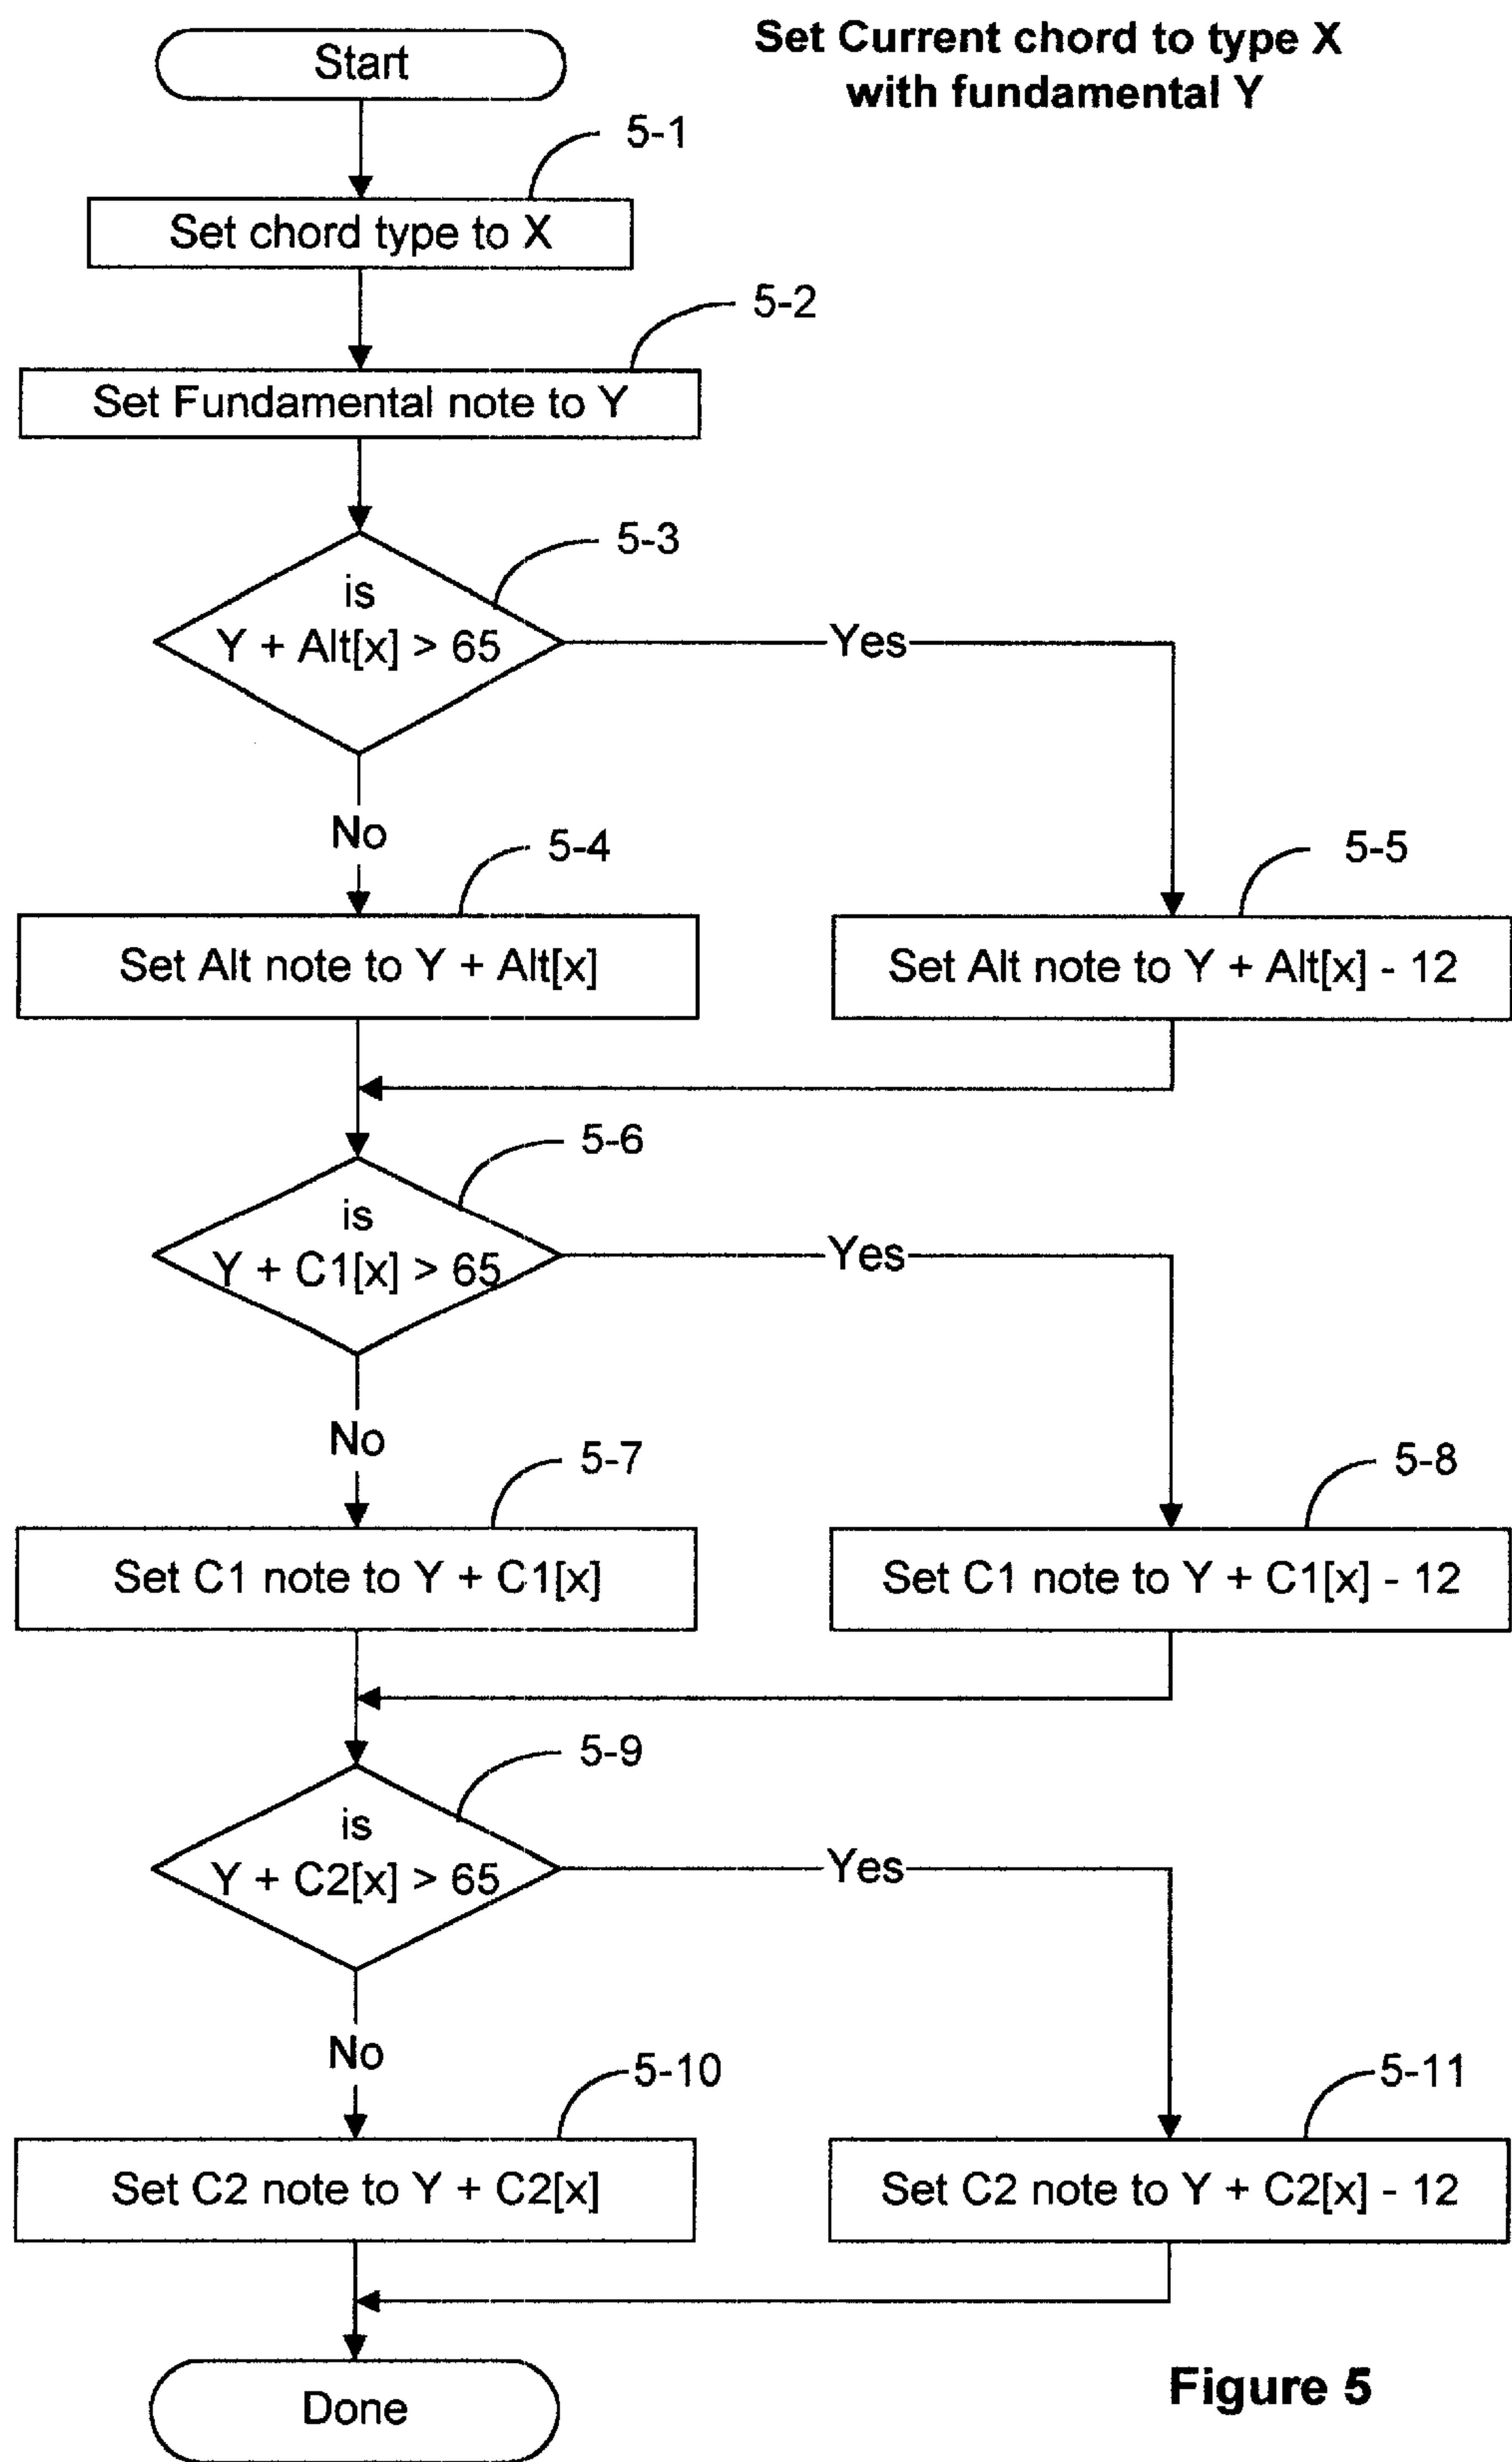 Set Current chord to type X
with fundamental Y
Start
5-1
Set chord type to X
5-2
Set Fundamental note to Y
5-3
is
Y + Alt[x] > 65
Yes
No
5-4
5-5
Set Alt note to Y + Alt[x]
Set Alt note to Y + Alt[x] - 12
5-6
is
Y + C1[x] > 65
Yes
No
5-7
5-8
Set C1 note to Y + C1[x]
Set C1 note to Y + C1[x] - 12
5-9
is
Y + C2[x] > 65
Yes
No
5-10
5-11
Set C2 note to Y + C2[x]
Set C2 note to Y + C2[x] - 12
Done
Figure 5